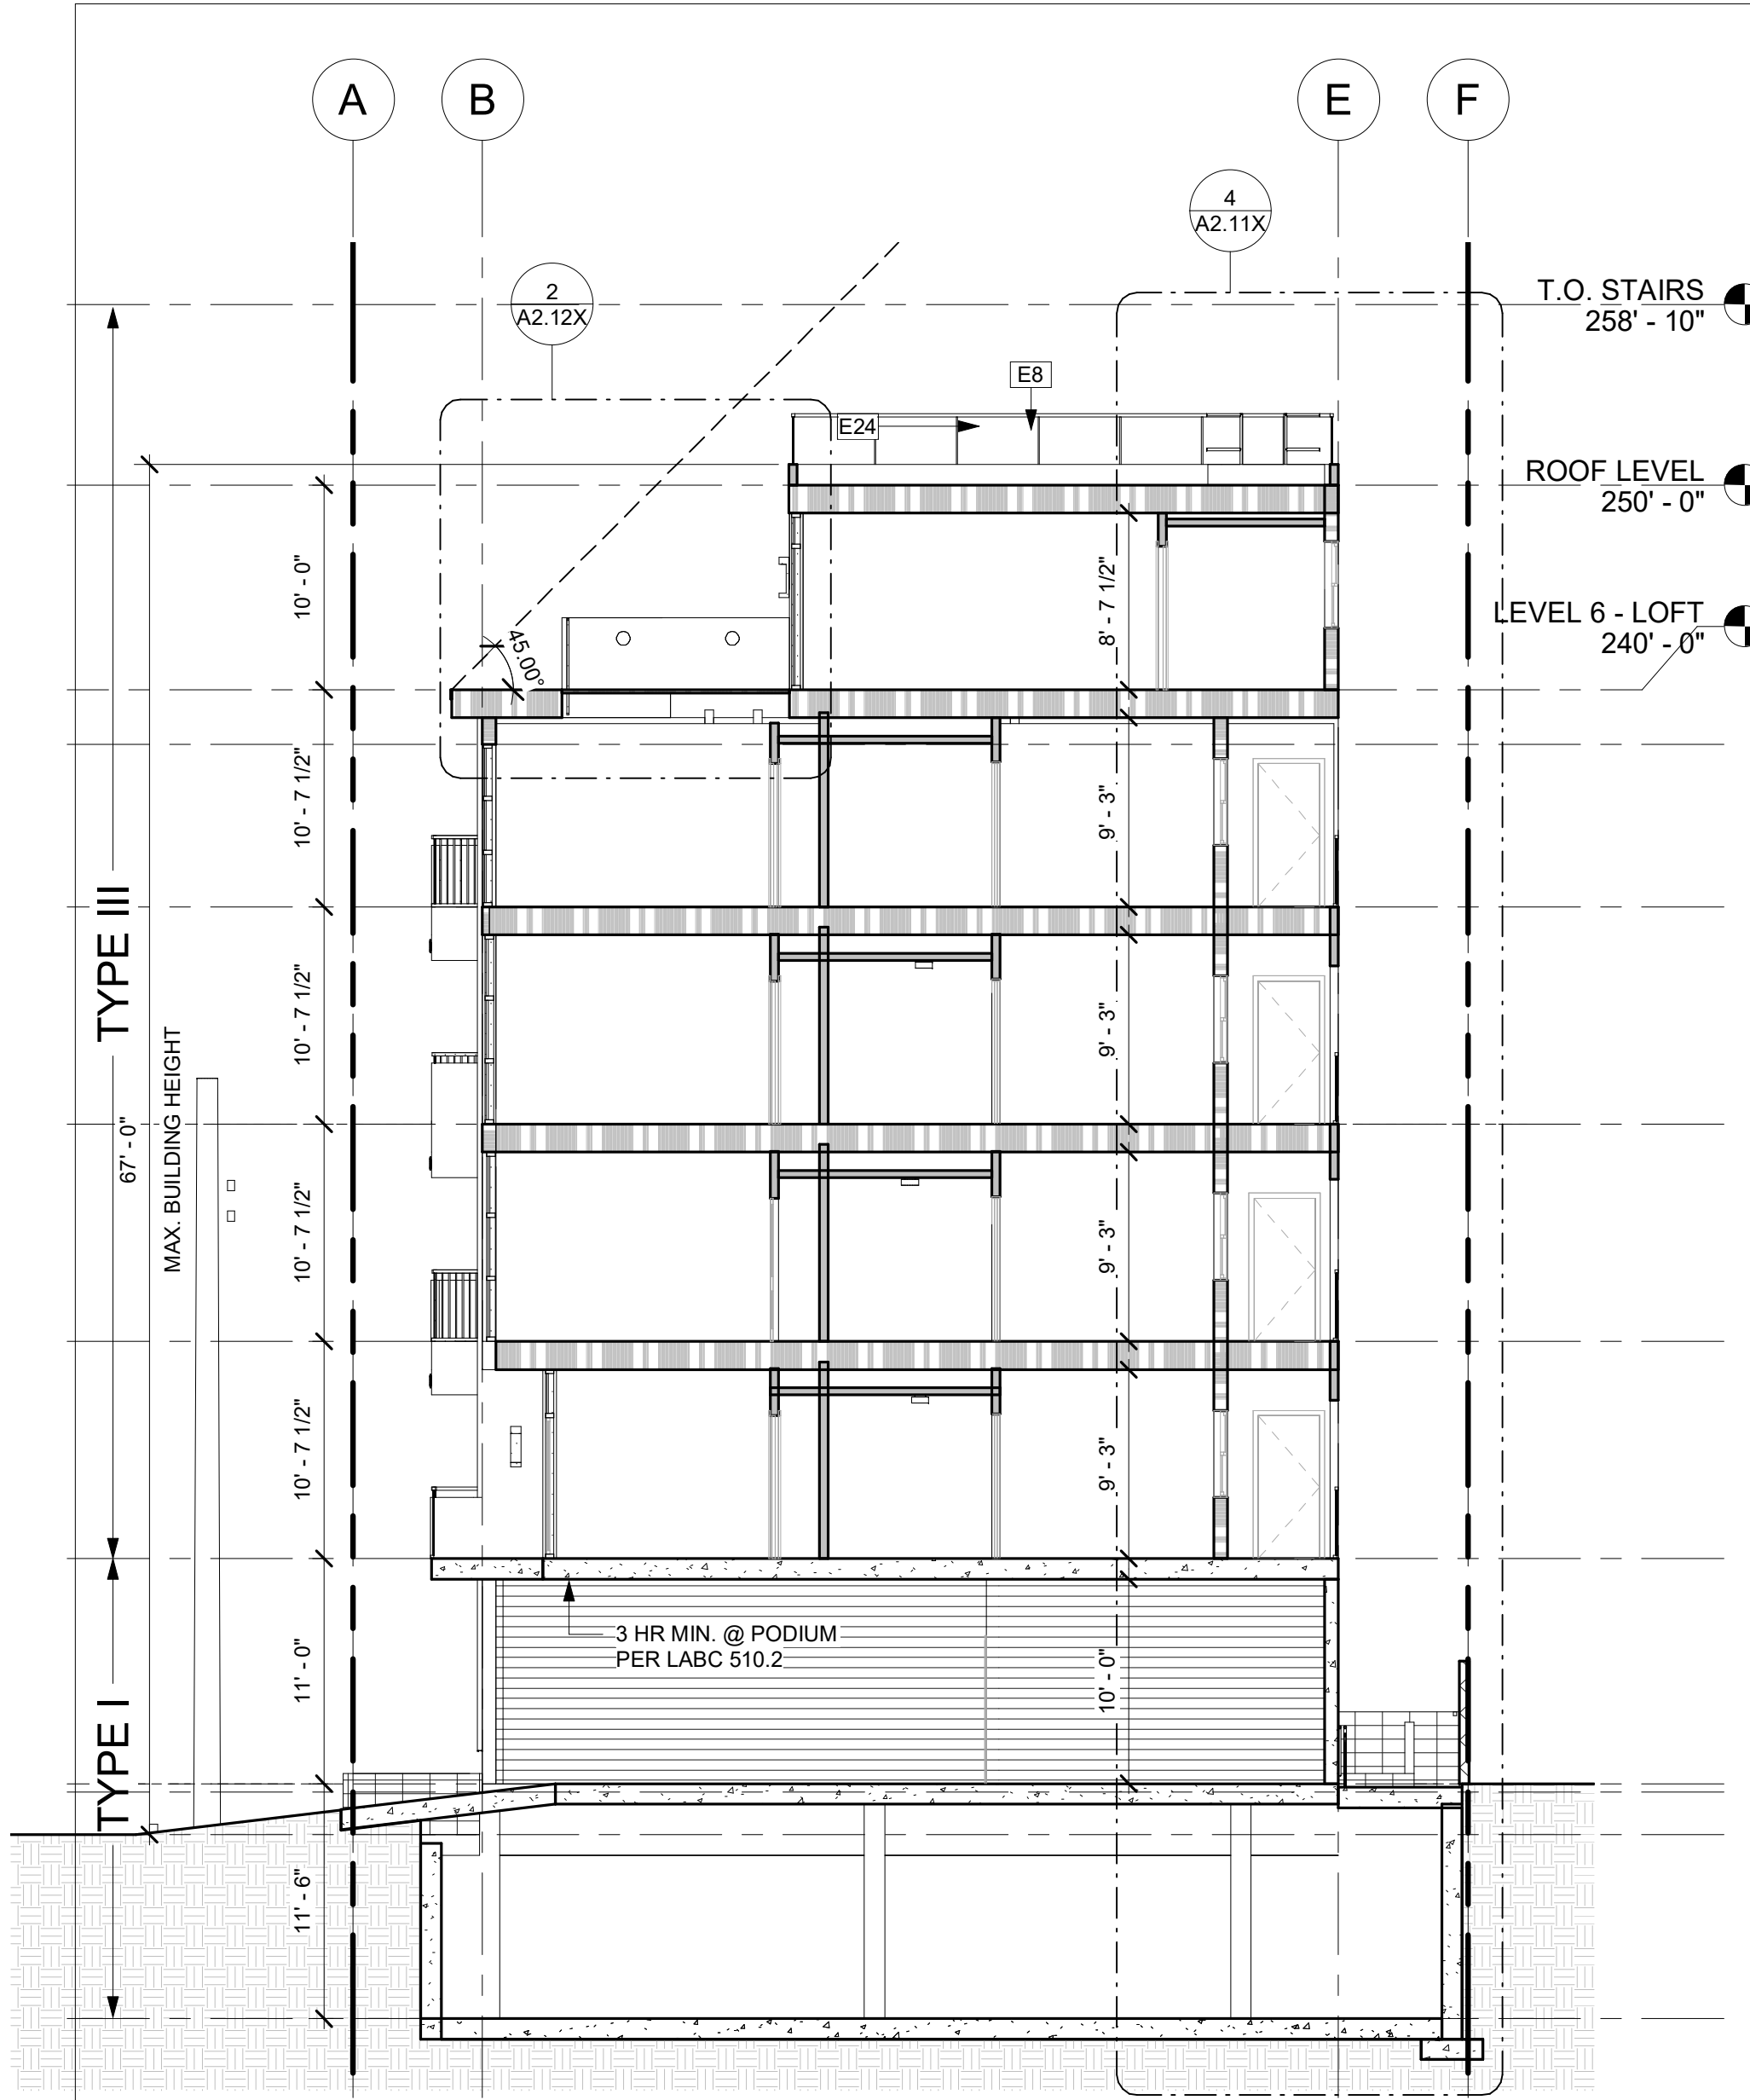 A
B
E
F
4
A2.11X
2
A2.12X
T.O. STAIRS
258' - 10"
E8
E24
ROOF LEVEL
250' - 0"
10' - 0"
8' - 7 1/2"
LEVEL 6 - LOFT
240' - 0"
45.00°
10' - 7 1/2"
9' - 3"
TYPE III
10' - 7 1/2"
9' - 3"
67' - 0"
MAX. BUILDING HEIGHT
10' - 7 1/2"
9' - 3"
10' - 7 1/2"
9' - 3"
3 HR MIN. @ PODIUM
PER LABC 510.2
11' - 0"
10' - 0"
TYPE I
11' - 6"